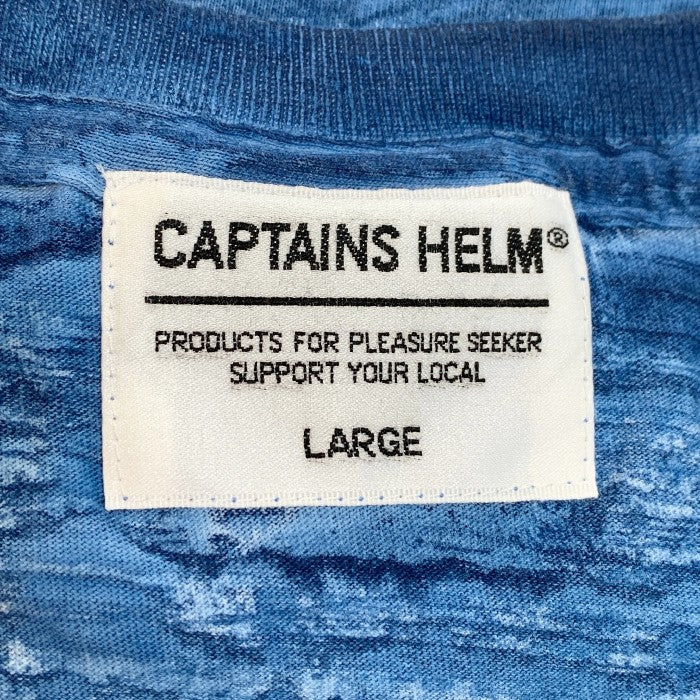 CAPTAINS HELM®
PRODUCTS FOR PLEASURE SEEKER
SUPPORT YOUR LOCAL
LARGE